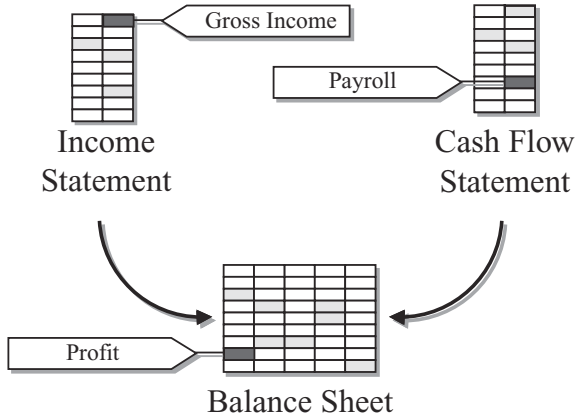 Gross Income
Payroll
Income
Statement
Cash Flow
Statement
Profit
Balance Sheet